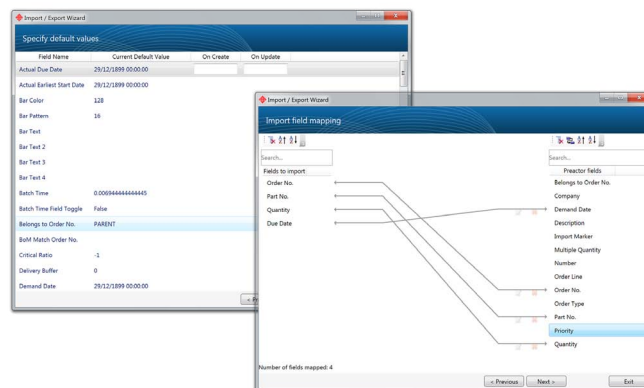 Import / Export Wizard
Specify default values
Field Name Current Default Value On Create On Update
Actual Due Date 29/12/1899 00:00:00
Actual Earliest Start Date 29/12/1899 00:00:00
Bar Color 128
Bar Pattern 16
Bar Text
Bar Text 2
Bar Text 3
Bar Text 4
Batch Time 0.006944444444445
Batch Time Field Toggle False
Belongs to Order No. PARENT
BoM Match Order No.
Critical Ratio -1
Delivery Buffer 0
Demand Date 29/12/1899 00:00:00
Import / Export Wizard
Import field mapping
Search... Search...
Fields to import Preactor fields
Order No. Belongs to Order No.
Part No. Company
Quantity Demand Date
Due Date Description
Import Marker
Multiple Quantity
Number
Order Line
Order No.
Order Type
Part No.
Priority
Quantity
Number of fields mapped: 4
< Previous Next > Exit